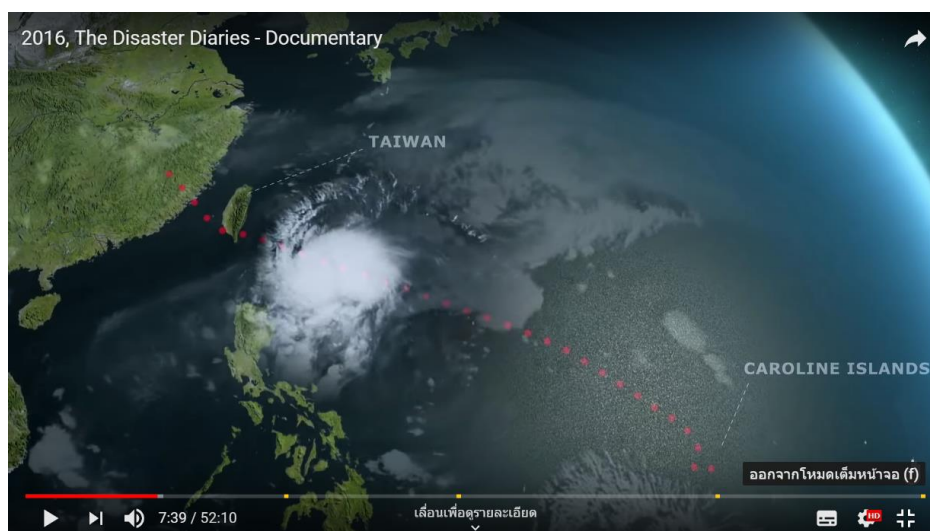 2016, The Disaster Diaries - Documentary
TAIWAN
CAROLINE ISLANDS
ออกจากโหมดเต็มหน้าจอ (f)
7:39 / 52:10
เลื่อนเพื่อดูรายละเอียด
HD